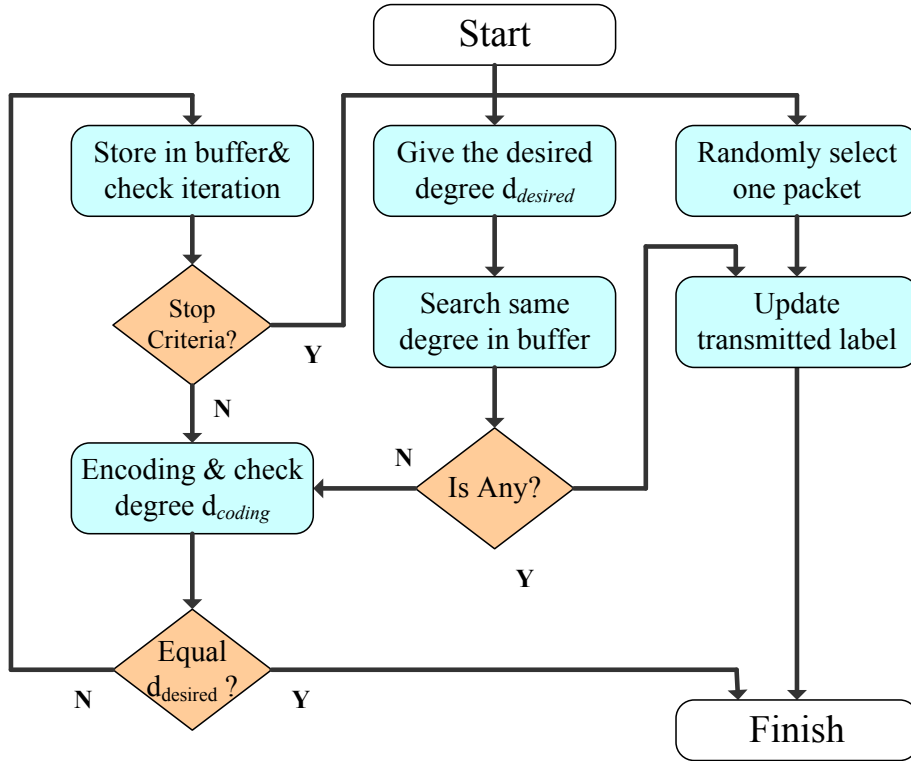 Start
Store in buffer&
check iteration
Give the desired
degree d_desired
Randomly select
one packet
Stop
Criteria?
Y
N
Search same
degree in buffer
Update
transmitted label
Encoding & check
degree d_coding
N
Is Any?
Y
Equal
d_desired ?
N
Y
Finish